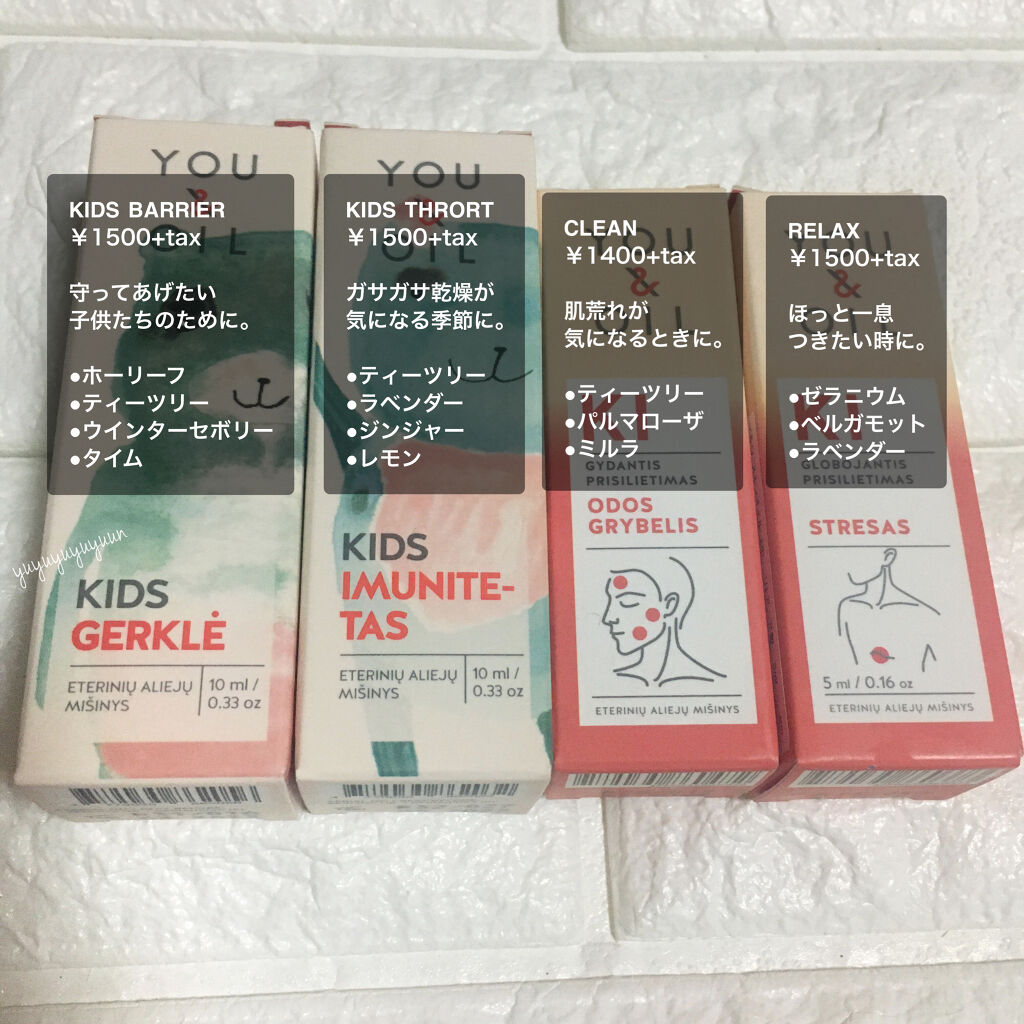 YOU
&
OIL
KIDS BARRIER
￥1500+tax
守ってあげたい
子供たちのために。
●ホーリーフ
●ティーツリー
●ウインターセボリー
●タイム
KIDS
GERKLĖ
ETERINIŲ ALIEJŲ
MIŠINYS
10 ml /
0.33 oz
YOU
&
OIL
KIDS THRORT
￥1500+tax
ガサガサ乾燥が
気になる季節に。
●ティーツリー
●ラベンダー
●ジンジャー
●レモン
KIDS
IMUNITE-
TAS
ETERINIŲ ALIEJŲ
MIŠINYS
10 ml /
0.33 oz
YOU
&
OIL
CLEAN
￥1400+tax
肌荒れが
気になるときに。
●ティーツリー
●パルマローザ
●ミルラ
KI
GYDANTIS
PRISILIETIMAS
ODOS
GRYBELIS
ETERINIŲ ALIEJŲ MIŠINYS
YOU
&
OIL
RELAX
￥1500+tax
ほっと一息
つきたい時に。
●ゼラニウム
●ベルガモット
●ラベンダー
KI
GLOBOJANTIS
PRISILIETIMAS
STRESAS
5 ml / 0.16 oz
ETERINIŲ ALIEJŲ MIŠINYS
yuyuyuyuyuun